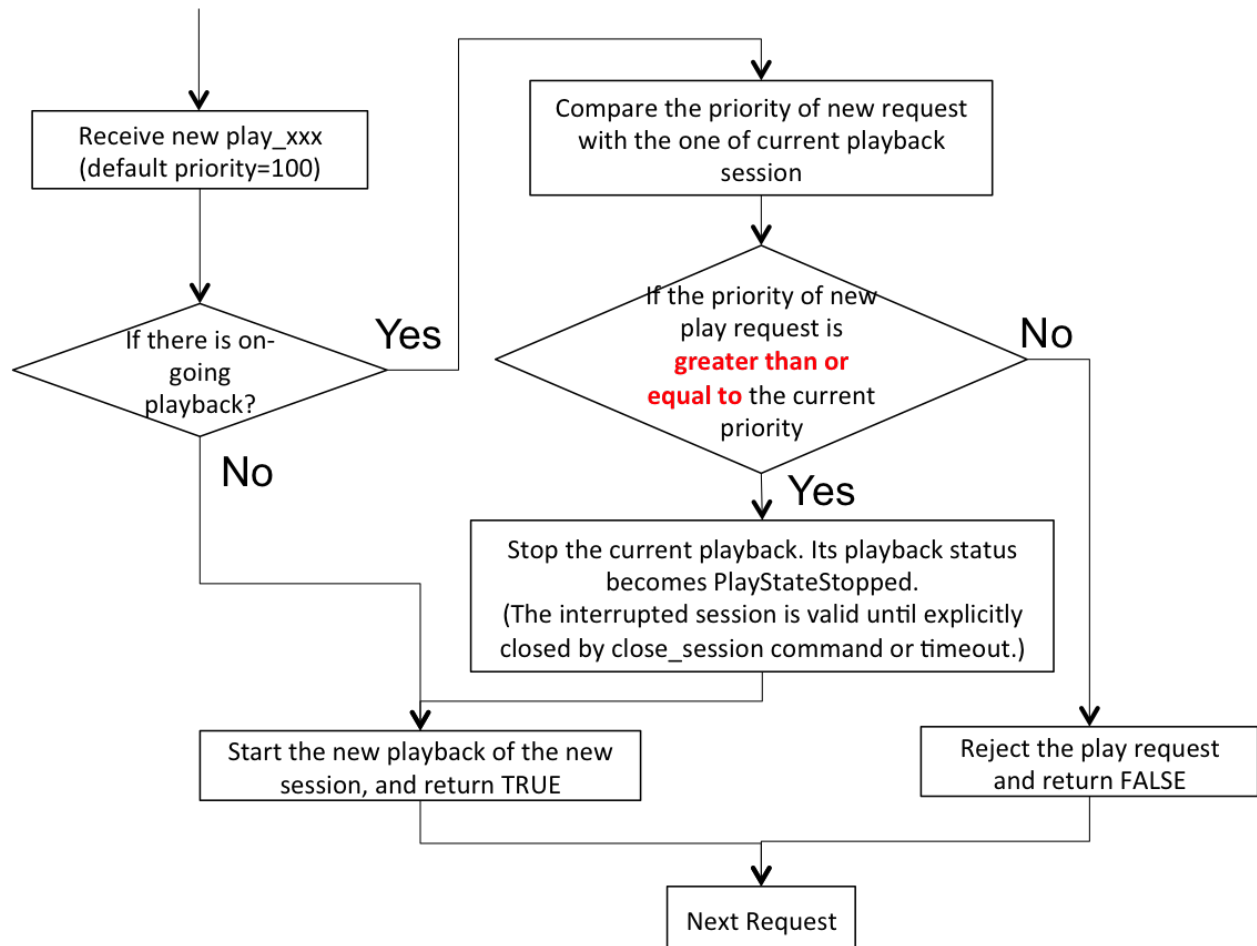 Receive new play_xxx
(default priority=100)
If there is on-
going
playback?
Yes
No
Compare the priority of new request
with the one of current playback
session
If the priority of new
play request is
greater than or
equal to the current
priority
No
Yes
Stop the current playback. Its playback status
becomes PlayStateStopped.
(The interrupted session is valid until explicitly
closed by close_session command or timeout.)
Start the new playback of the new
session, and return TRUE
Reject the play request
and return FALSE
Next Request